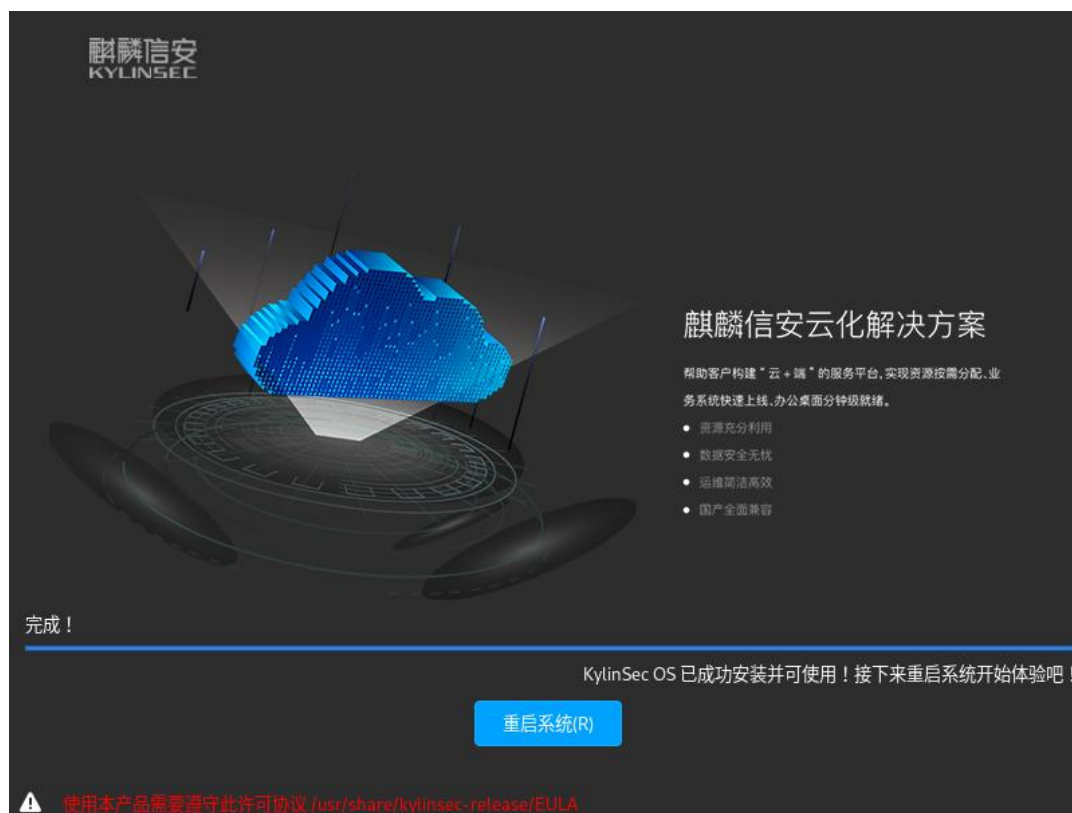 麒麟信安
KYLINSEC
麒麟信安云化解决方案
帮助客户构建“云+端”的服务平台,实现资源按需分配、业
务系统快速上线、办公桌面分钟级就绪。
资源充分利用
数据安全无忧
运维简洁高效
国产全面兼容
完成！
KylinSec OS 已成功安装并可使用！接下来重启系统开始体验吧！
重启系统(R)
使用本产品需要遵守此许可协议 /usr/share/kylinsec-release/EULA